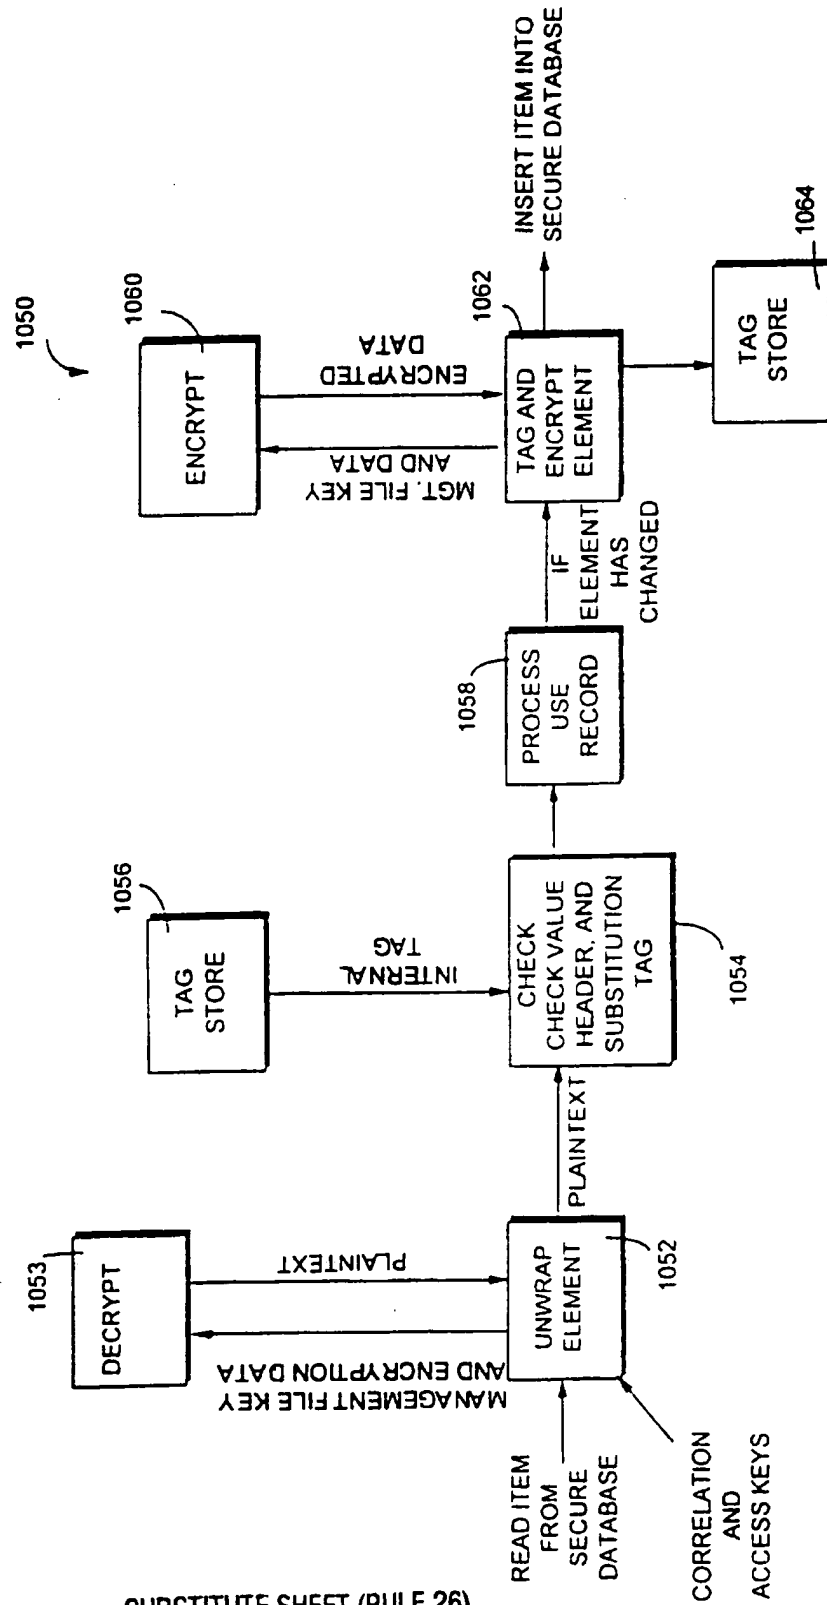 1050
1053
DECRYPT
MANAGEMENT FILE KEY
AND ENCRYPTION DATA
PLAINTEXT
READ ITEM
FROM
SECURE
DATABASE
UNWRAP
ELEMENT
1052
CORRELATION
AND
ACCESS KEYS
PLAINTEXT
1056
TAG
STORE
INTERNAL
TAG
CHECK
CHECK VALUE
HEADER, AND
SUBSTITUTION
TAG
1054
1058
PROCESS
USE
RECORD
IF
ELEMENT
HAS
CHANGED
1060
ENCRYPT
MGT. FILE KEY
AND DATA
ENCRYPTED
DATA
1062
TAG AND
ENCRYPT
ELEMENT
INSERT ITEM INTO
SECURE DATABASE
TAG
STORE
1064
SUBSTITUTE SHEET (RULE 26)